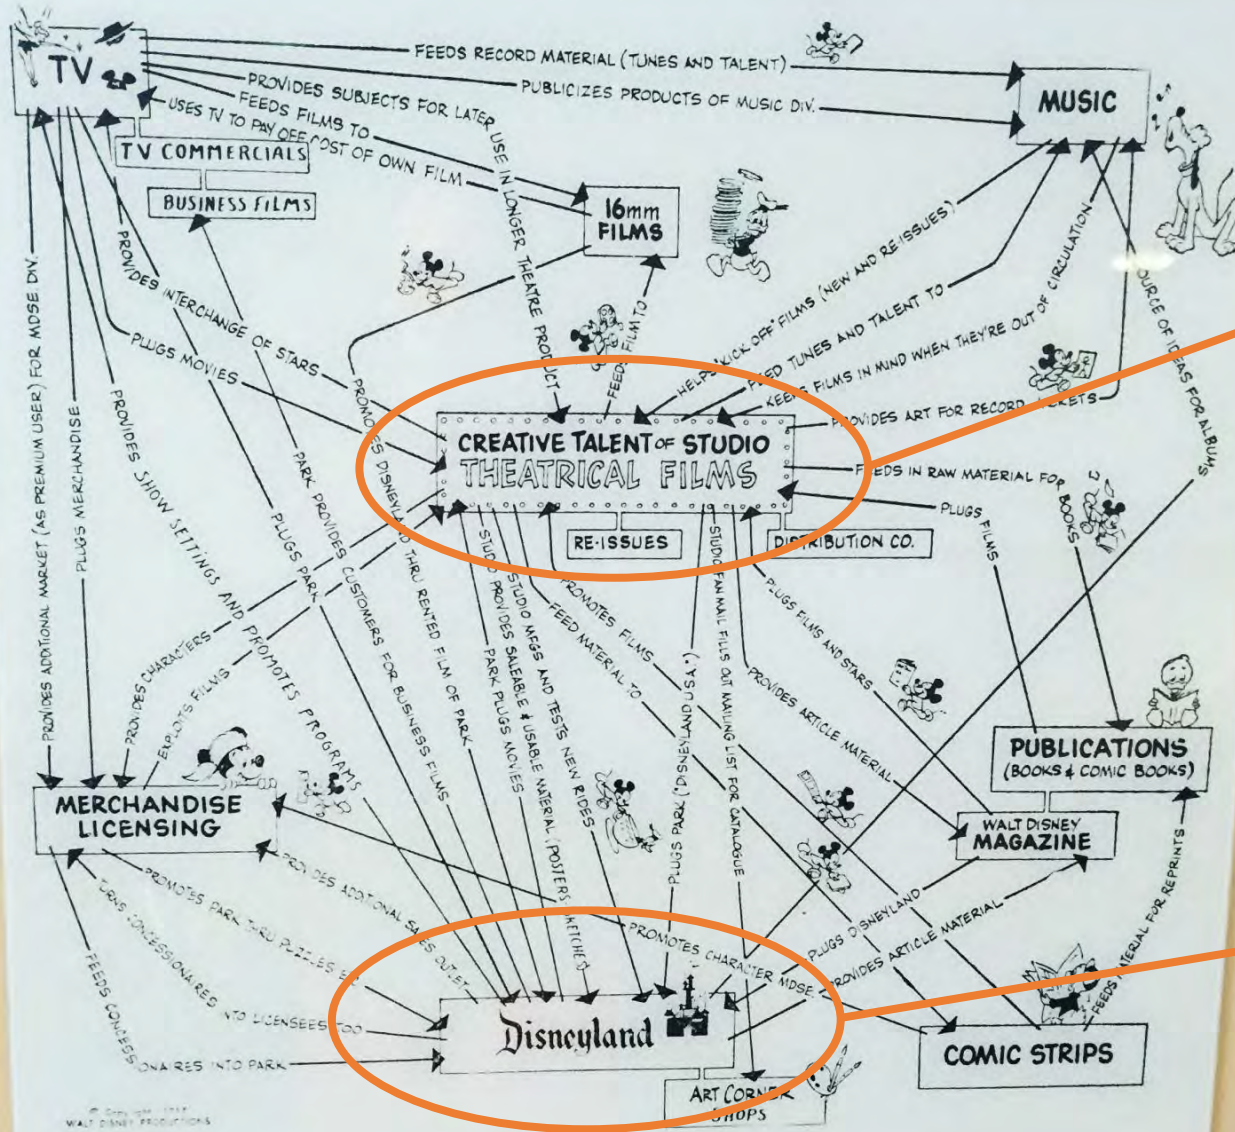 TV
FEEDS RECORD MATERIAL (TUNES AND TALENT)
PUBLICIZES PRODUCTS OF MUSIC DIV.
MUSIC
PROVIDES SUBJECTS FOR LATER USE IN LONGER THEATRE PRODUCT
FEEDS FILMS TO
USES TV TO PAY OFF COST OF OWN FILM
TV COMMERCIALS
BUSINESS FILMS
16mm
FILMS
PROVIDES INTERCHANGE OF STARS
PLUGS MOVIES
FEEDS FILM TO
HELPS "KICK OFF" FILMS (NEW AND RE-ISSUES)
FEED TUNES AND TALENT TO
KEEPS FILMS IN MIND WHEN THEY'RE OUT OF CIRCULATION
PROVIDES ART FOR RECORD JACKETS
SOURCE OF IDEAS FOR ALBUMS
CREATIVE TALENT OF STUDIO
THEATRICAL FILMS
RE-ISSUES
DISTRIBUTION CO.
FEEDS IN RAW MATERIAL FOR BOOKS
PLUGS FILMS
PROVIDES ADDITIONAL MARKET (AS PREMIUM USER) FOR MDSE. DIV.
PLUGS MERCHANDISE
PROVIDES SHOW SETTINGS AND PROMOTES PROGRAMS
PLUGS PARK
PARK PROVIDES CUSTOMERS FOR BUSINESS FILMS
PROMOTES DISNEYLAND THRU RENTED FILM OF PARK
PROVIDES CHARACTERS
EXPLOITS FILMS
PARK PLUGS MOVIES
STUDIO PROVIDES SALEABLE & USABLE MATERIAL (POSTERS, SKETCHES)
STUDIO MFGS AND TESTS NEW RIDES
FEED MATERIAL TO
PROMOTES FILMS
PLUGS PARK ("DISNEYLAND U.S.A.")
STUDIO FAN MAIL FILLS OUT MAILING LIST FOR CATALOGUE
PROVIDES ARTICLE MATERIAL
PLUGS FILMS AND STARS
PUBLICATIONS
(BOOKS & COMIC BOOKS)
WALT DISNEY
MAGAZINE
MERCHANDISE
LICENSING
PROVIDES ADDITIONAL SALES OUTLET
PROMOTES PARK THRU PUZZLES ETC
TURNS CONCESSIONAIRES INTO LICENSEES TOO
FEEDS CONCESSIONAIRES INTO PARK
PROMOTES CHARACTER MDSE.
PLUGS DISNEYLAND
PROVIDES ARTICLE MATERIAL
FEEDS MATERIAL FOR REPRINTS
Disneyland
COMIC STRIPS
ART CORNER
SHOPS
© Copyright 1957
WALT DISNEY PRODUCTIONS